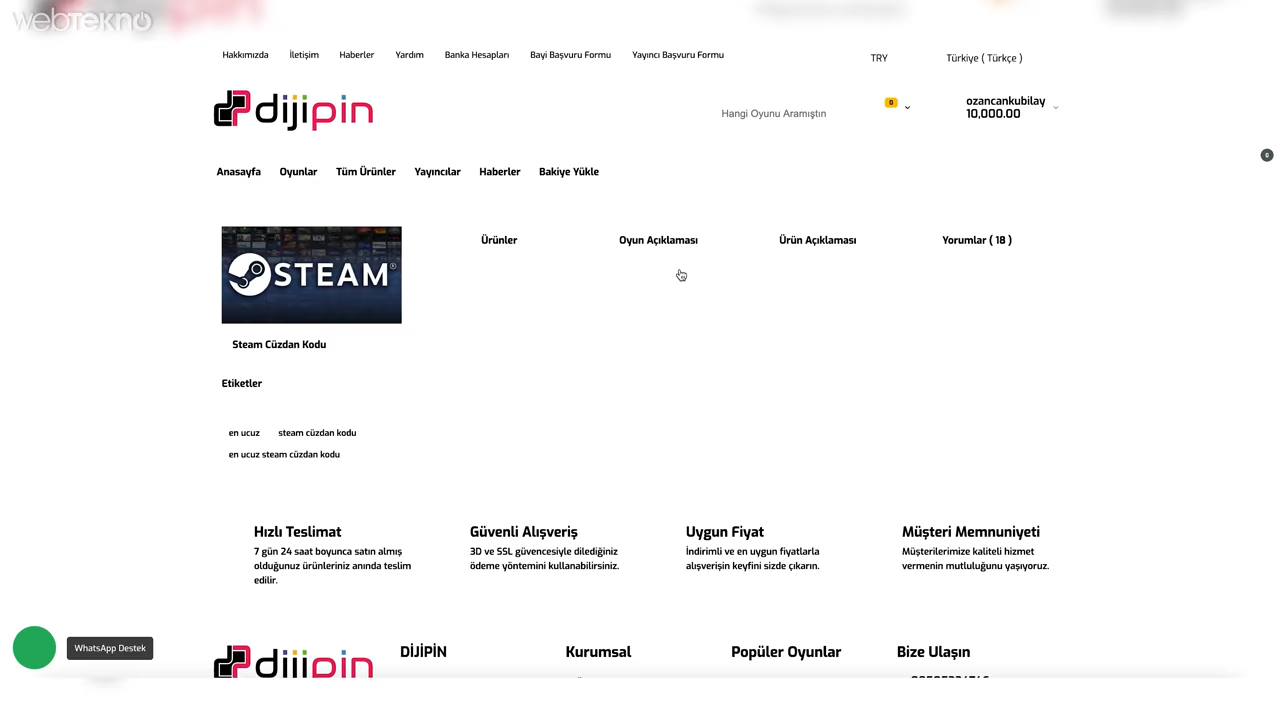 webtekno
Hakkımızda İletişim Haberler Yardım Banka Hesapları Bayi Başvuru Formu Yayıncı Başvuru Formu TRY Türkiye ( Türkçe )
dijipin
Hangi Oyunu Aramıştın 0 ozancankubilay
10,000.00
0
Anasayfa Oyunlar Tüm Ürünler Yayıncılar Haberler Bakiye Yükle
Ürünler Oyun Açıklaması Ürün Açıklaması Yorumlar ( 18 )
STEAM®
Steam Cüzdan Kodu
Etiketler
en ucuz steam cüzdan kodu
en ucuz steam cüzdan kodu
Hızlı Teslimat
7 gün 24 saat boyunca satın almış
olduğunuz ürünleriniz anında teslim
edilir.
Güvenli Alışveriş
3D ve SSL güvencesiyle dilediğiniz
ödeme yöntemini kullanabilirsiniz.
Uygun Fiyat
İndirimli ve en uygun fiyatlarla
alışverişin keyfini sizde çıkarın.
Müşteri Memnuniyeti
Müşterilerimize kaliteli hizmet
vermenin mutluluğunu yaşıyoruz.
WhatsApp Destek
dijipin
DİJİPİN Kurumsal Popüler Oyunlar Bize Ulaşın